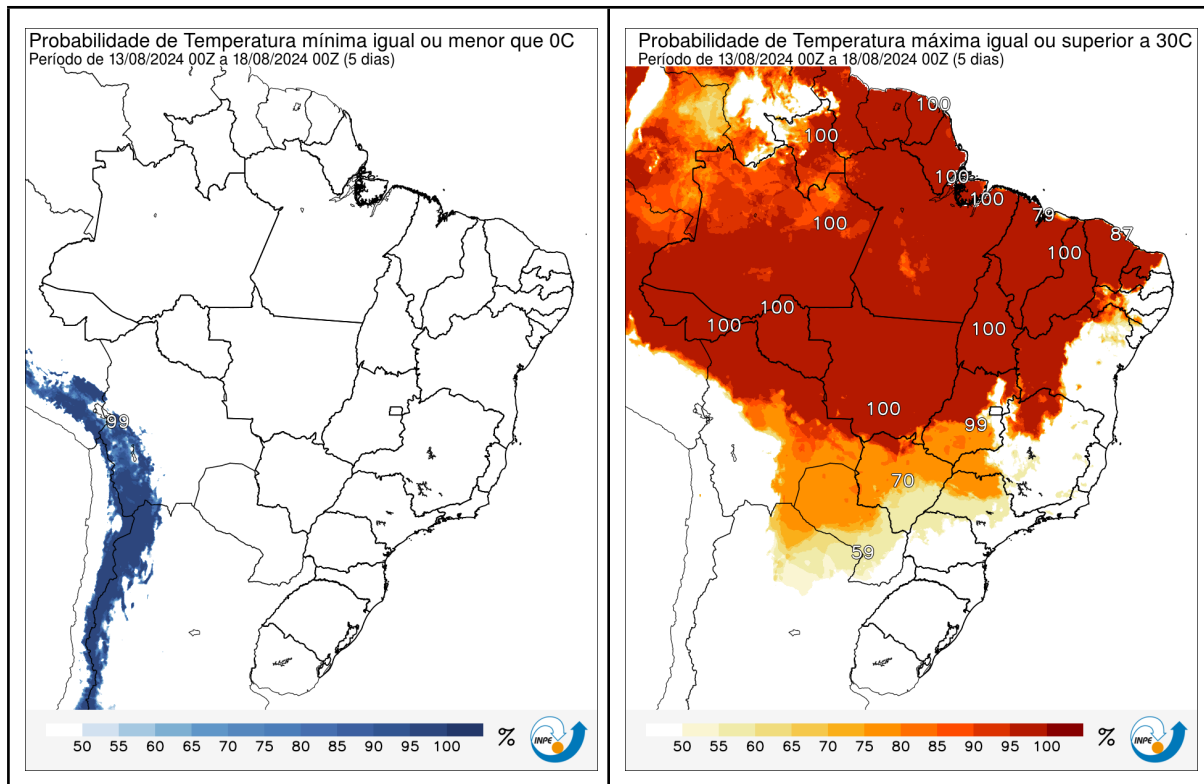 Probabilidade de Temperatura mínima igual ou menor que 0C
Período de 13/08/2024 00Z a 18/08/2024 00Z (5 dias)
99
50 55 60 65 70 75 80 85 90 95 100 %
INPE
Probabilidade de Temperatura máxima igual ou superior a 30C
Período de 13/08/2024 00Z a 18/08/2024 00Z (5 dias)
100
100
100
100
79
100
87
100
100
100
100
100
99
70
59
50 55 60 65 70 75 80 85 90 95 100 %
INPE